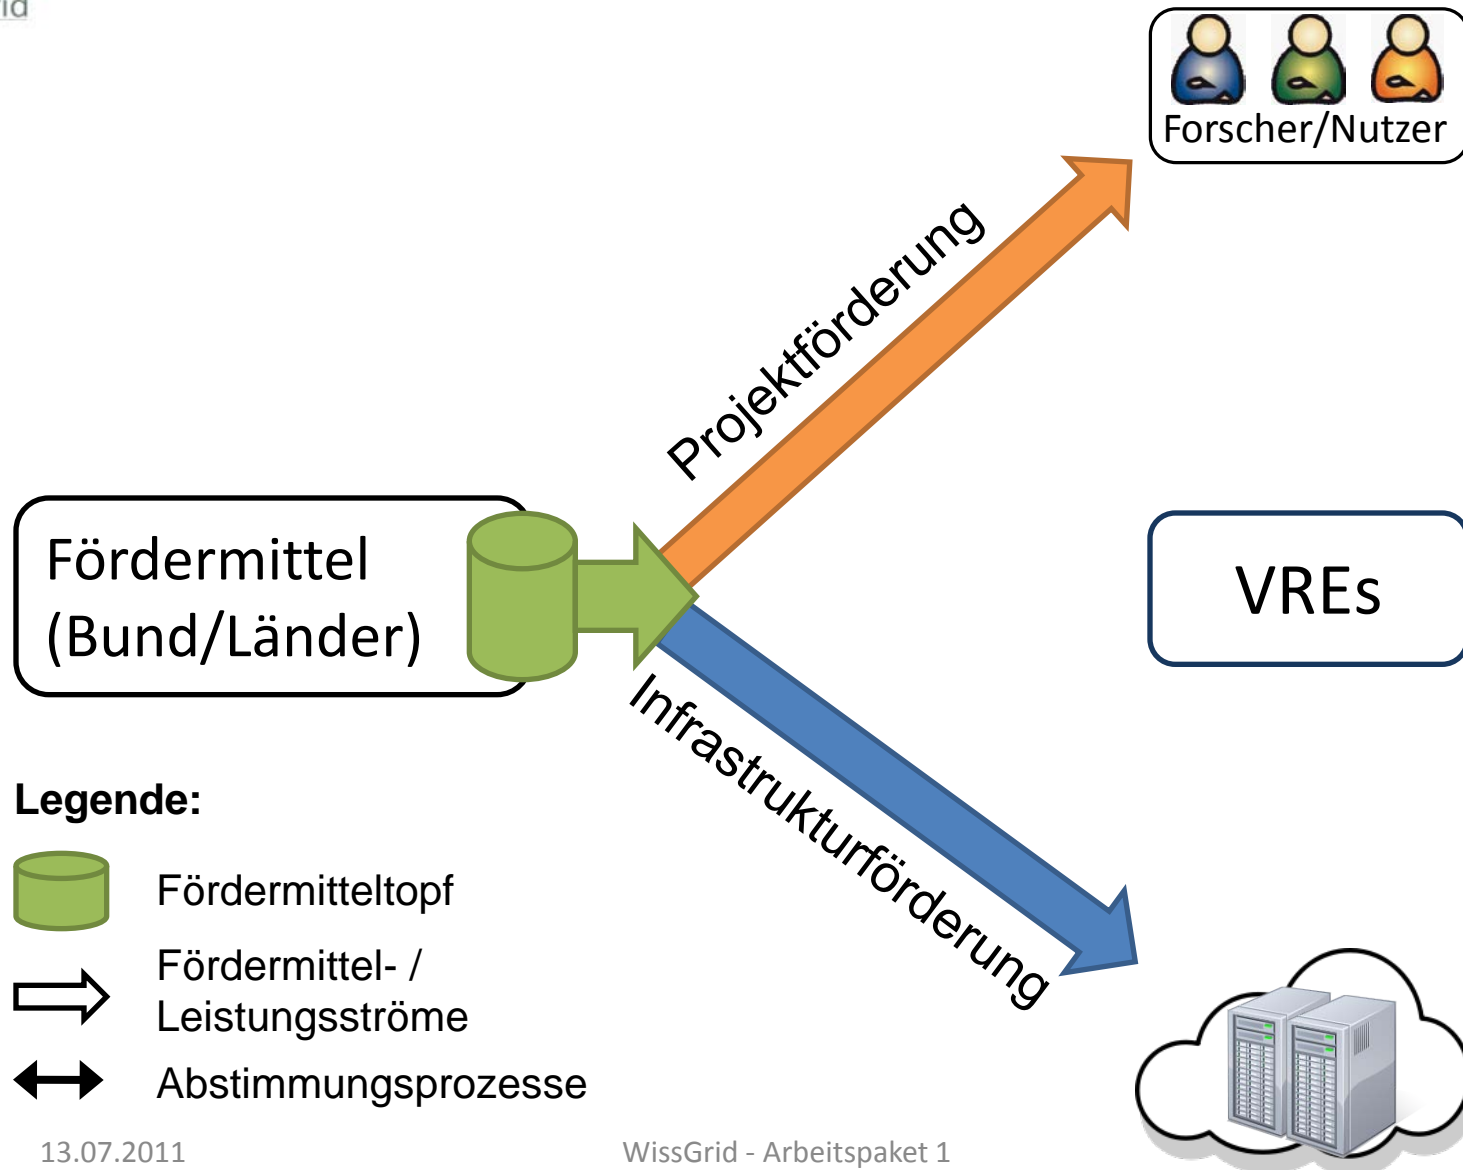 Forscher/Nutzer
Projektförderung
Fördermittel
(Bund/Länder)
VREs
Infrastrukturförderung
Legende:
Fördermitteltopf
Fördermittel- /
Leistungsströme
Abstimmungsprozesse
13.07.2011
WissGrid - Arbeitspaket 1